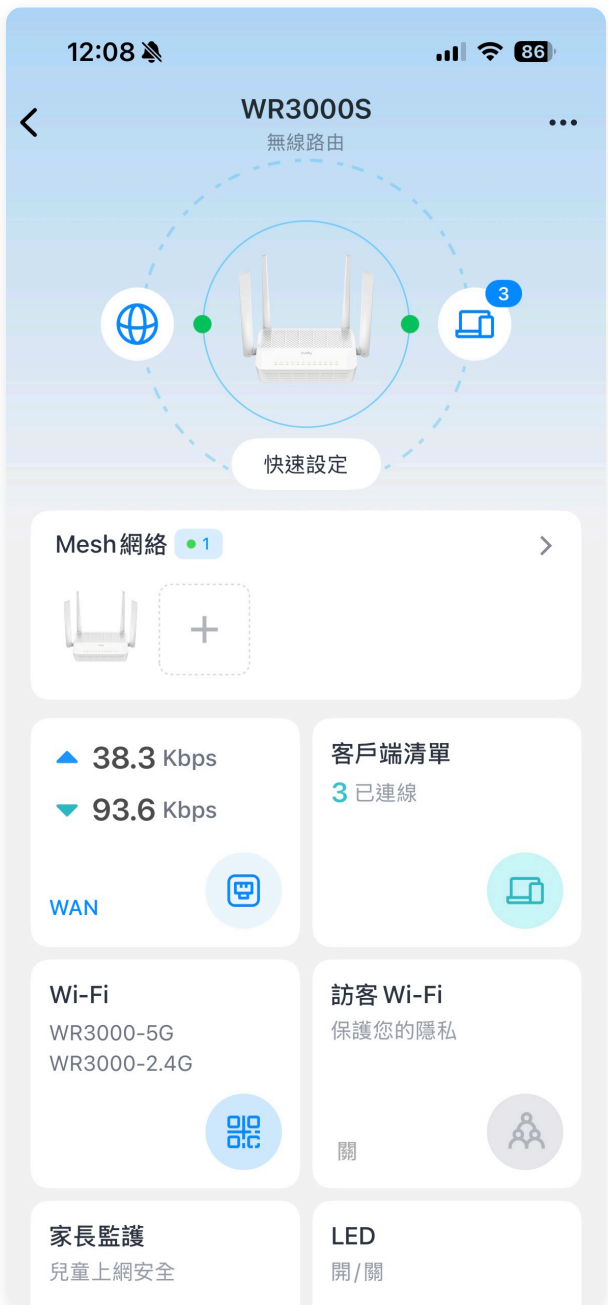 12:08
86
WR3000S
無線路由
3
快速設定
Mesh網絡 1
38.3 Kbps
93.6 Kbps
WAN
客戶端清單
3 已連線
Wi-Fi
WR3000-5G
WR3000-2.4G
訪客 Wi-Fi
保護您的隱私
關
家長監護
兒童上網安全
LED
開/關